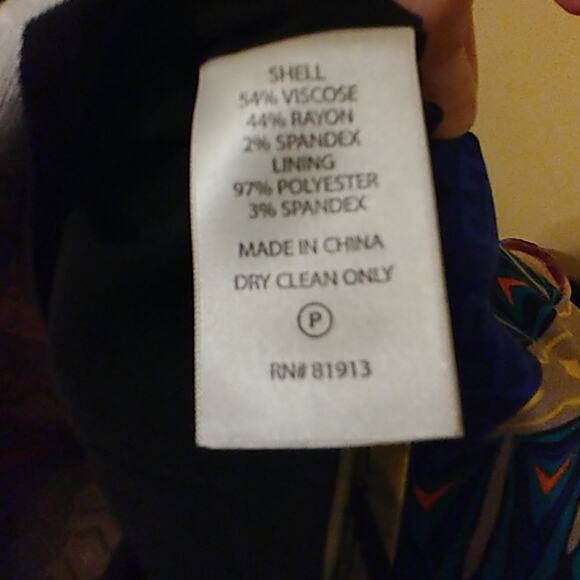 SHELL
54% VISCOSE
44% RAYON
2% SPANDEX
LINING
97% POLYESTER
3% SPANDEX
MADE IN CHINA
DRY CLEAN ONLY
P
RN# 81913